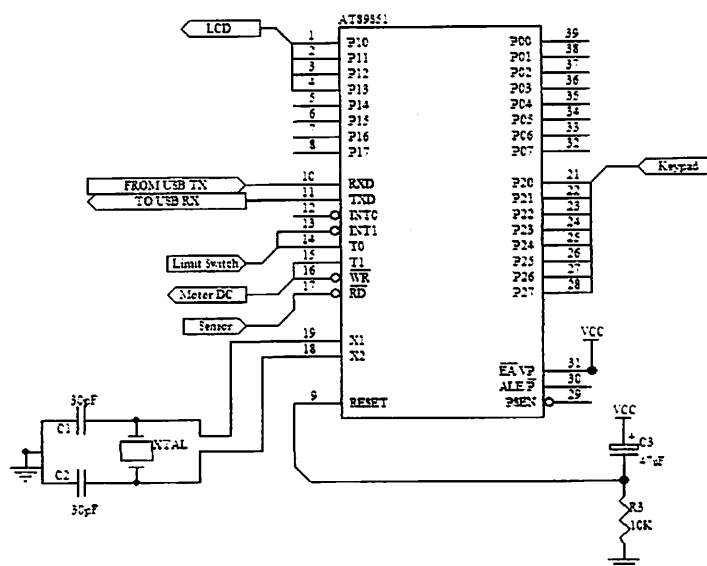 AT89S51
LCD
1 P10
2 P11
3 P12
4 P13
5 P14
6 P15
7 P16
8 P17
P00 39
P01 38
P02 37
P03 36
P04 35
P05 34
P06 33
P07 32
FROM USB TX 10 RXD
TO USB RX 11 TXD
12 INT0
13 INT1
Limit Switch 14 T0
15 T1
Motor DC 16 WR
Sensor 17 RD
P20 21 Keypad
P21 22
P22 23
P23 24
P24 25
P25 26
P26 27
P27 28
19 X1
18 X2
VCC
EA/VP 31
ALE/P 30
PSEN 29
9 RESET
30pF
C1
XTAL
C2
30pF
VCC
+
C3
47uF
R3
10K